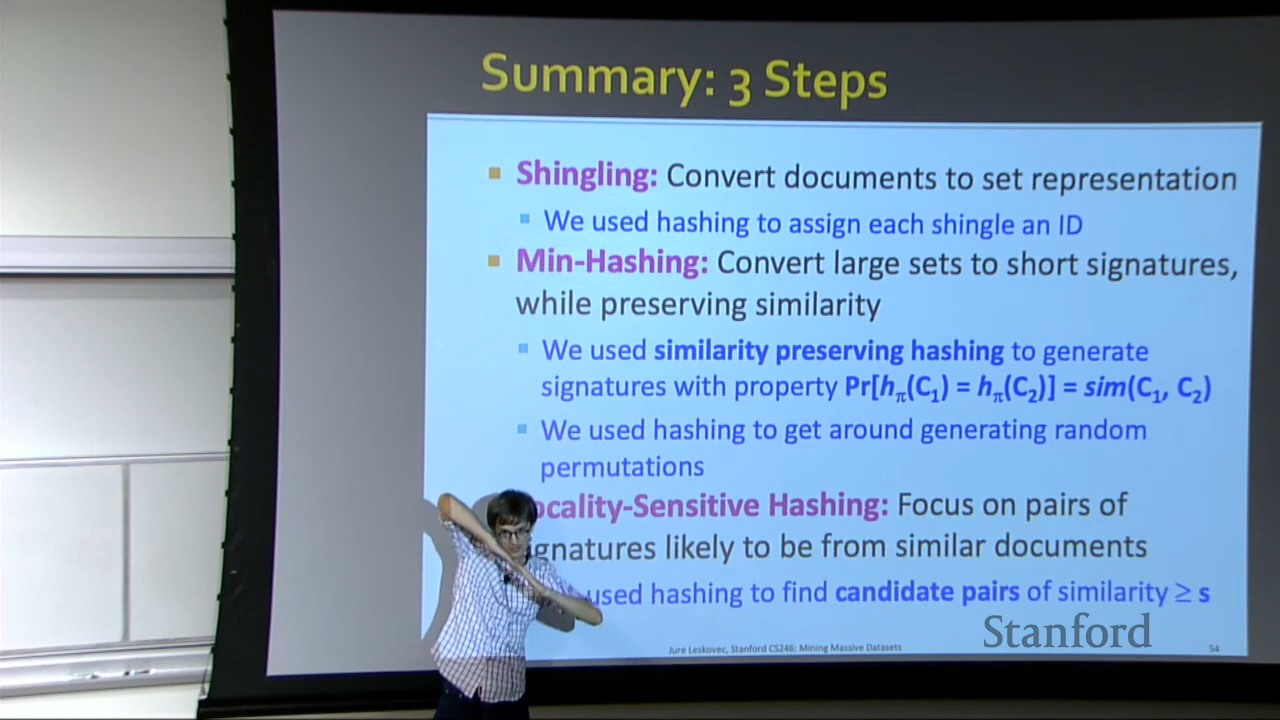 Summary: 3 Steps
Shingling: Convert documents to set representation
We used hashing to assign each shingle an ID
Min-Hashing: Convert large sets to short signatures,
while preserving similarity
We used similarity preserving hashing to generate
signatures with property Pr[hπ(C1) = hπ(C2)] = sim(C1, C2)
We used hashing to get around generating random
permutations
ocality-Sensitive Hashing: Focus on pairs of
gnatures likely to be from similar documents
used hashing to find candidate pairs of similarity ≥ s
Stanford
Jure Leskovec, Stanford CS246: Mining Massive Datasets
54